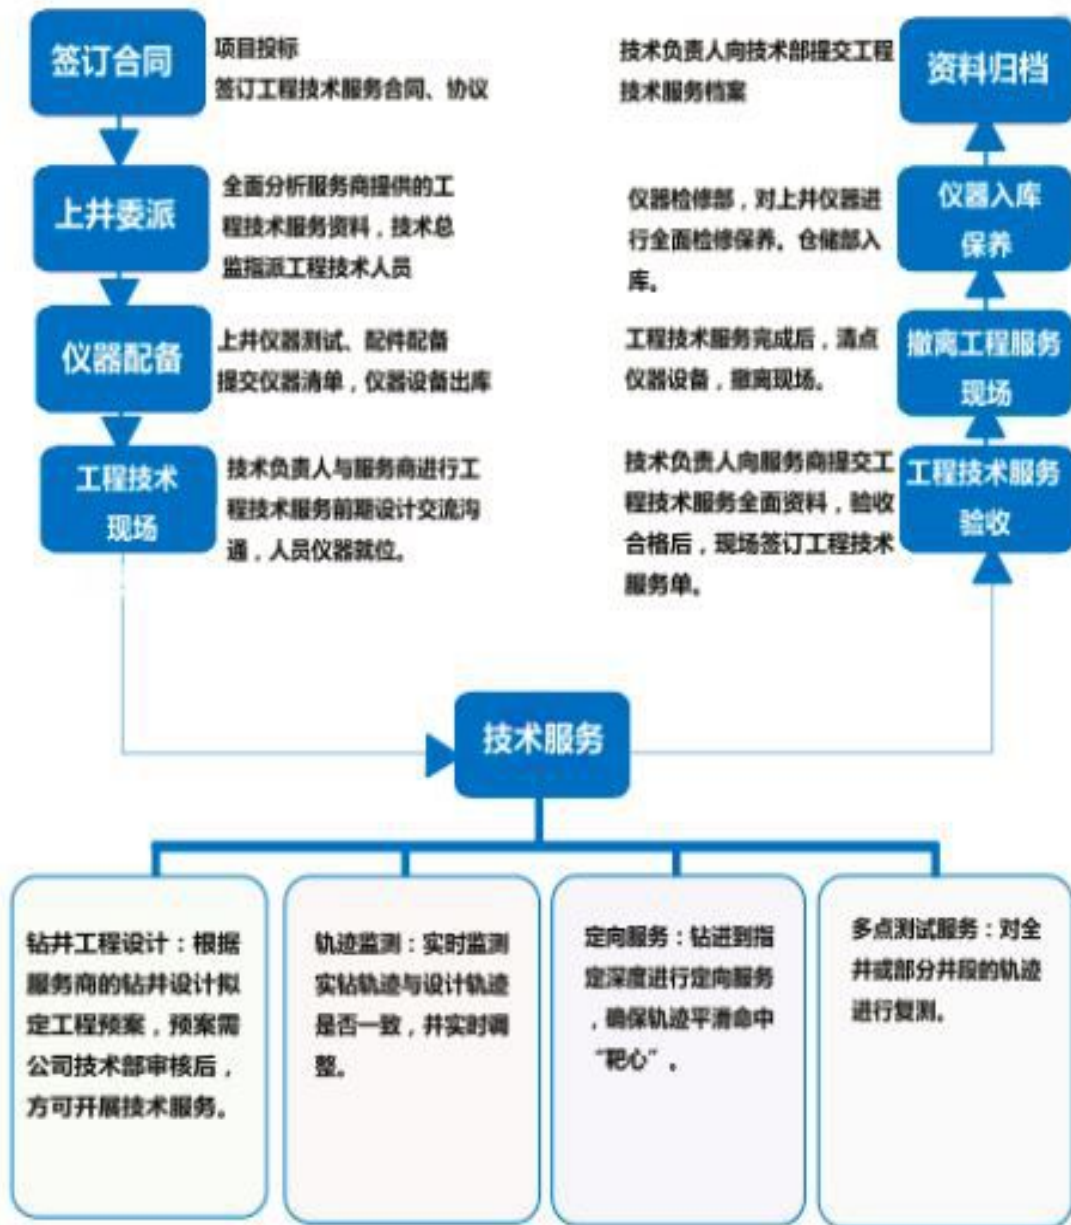 签订合同
项目投标
签订工程技术服务合同、协议
上井委派
全面分析服务商提供的工
程技术服务资料，技术总
监指派工程技术人员
仪器配备
上井仪器测试、配件配备
提交仪器清单，仪器设备出库
工程技术
现场
技术负责人与服务商进行工
程技术服务前期设计交流沟
通，人员仪器就位。
技术服务
钻井工程设计：根据
服务商的钻井设计拟
定工程预案，预案需
公司技术部审核后，
方可开展技术服务。
轨迹监测：实时监测
实钻轨迹与设计轨迹
是否一致，并实时调
整。
定向服务：钻进到指
定深度进行定向服务
，确保轨迹平滑命中
“靶心”。
多点测试服务：对全
井或部分井段的轨迹
进行复测。
工程技术服务
验收
技术负责人向服务商提交工
程技术服务全面资料，验收
合格后，现场签订工程技术
服务单。
撤离工程服务
现场
工程技术服务完成后，清点
仪器设备，撤离现场。
仪器入库
保养
仪器检修部，对上井仪器进
行全面检修保养。仓储部入
库。
资料归档
技术负责人向技术部提交工程
技术服务档案